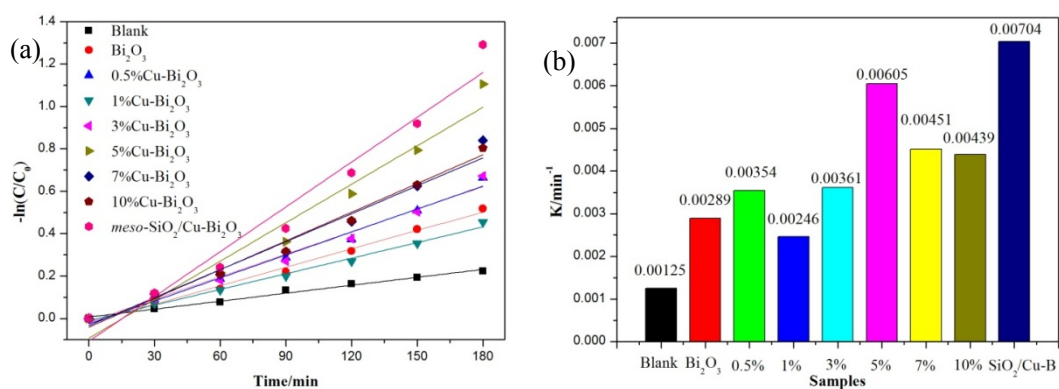 (a)
-ln(C/C₀)
1.4
1.2
1.0
0.8
0.6
0.4
0.2
0.0
Blank
Bi₂O₃
0.5%Cu-Bi₂O₃
1%Cu-Bi₂O₃
3%Cu-Bi₂O₃
5%Cu-Bi₂O₃
7%Cu-Bi₂O₃
10%Cu-Bi₂O₃
meso-SiO₂/Cu-Bi₂O₃
0 30 60 90 120 150 180
Time/min
(b)
K/min⁻¹
0.007
0.006
0.005
0.004
0.003
0.002
0.001
0.000
0.00125
0.00289
0.00354
0.00246
0.00361
0.00605
0.00451
0.00439
0.00704
Blank Bi₂O₃ 0.5% 1% 3% 5% 7% 10% SiO₂/Cu-B
Samples